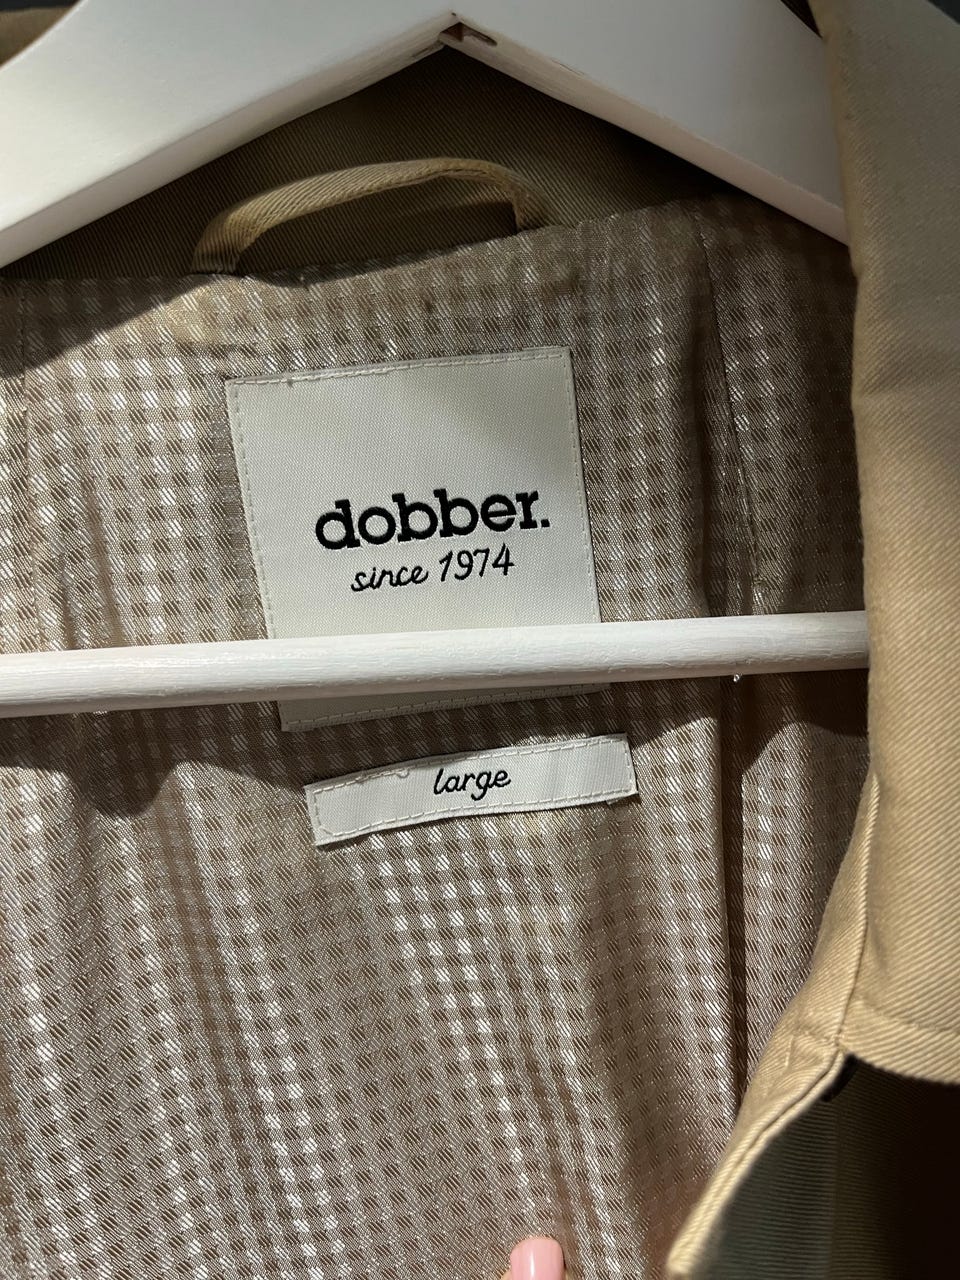 dobber.
since 1974
large